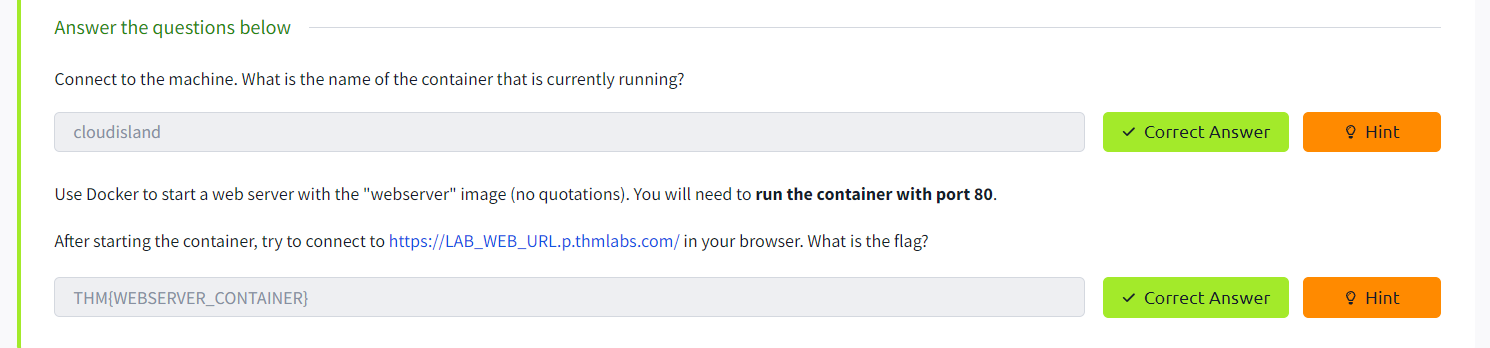 Answer the questions below
Connect to the machine. What is the name of the container that is currently running?
cloudisland
Correct Answer
Hint
Use Docker to start a web server with the "webserver" image (no quotations). You will need to run the container with port 80.
After starting the container, try to connect to https://LAB_WEB_URL.p.thmlabs.com/ in your browser. What is the flag?
THM{WEBSERVER_CONTAINER}
Correct Answer
Hint